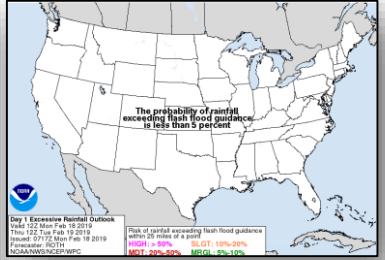 The probability of rainfall
exceeding flash flood guidance
is less than 5 percent
NOAA
Day 1 Excessive Rainfall Outlook
Valid 12Z Mon Feb 18 2019
Thru 12Z Tue Feb 19 2019
Issued: 0717Z Mon Feb 18 2019
Forecaster: ROTH
NOAA/NWS/NCEP/WPC
Risk of rainfall exceeding flash flood guidance
within 25 miles of a point
HIGH: > 50% SLGT: 10%-20%
MDT: 20%-50% MRGL: 5%-10%